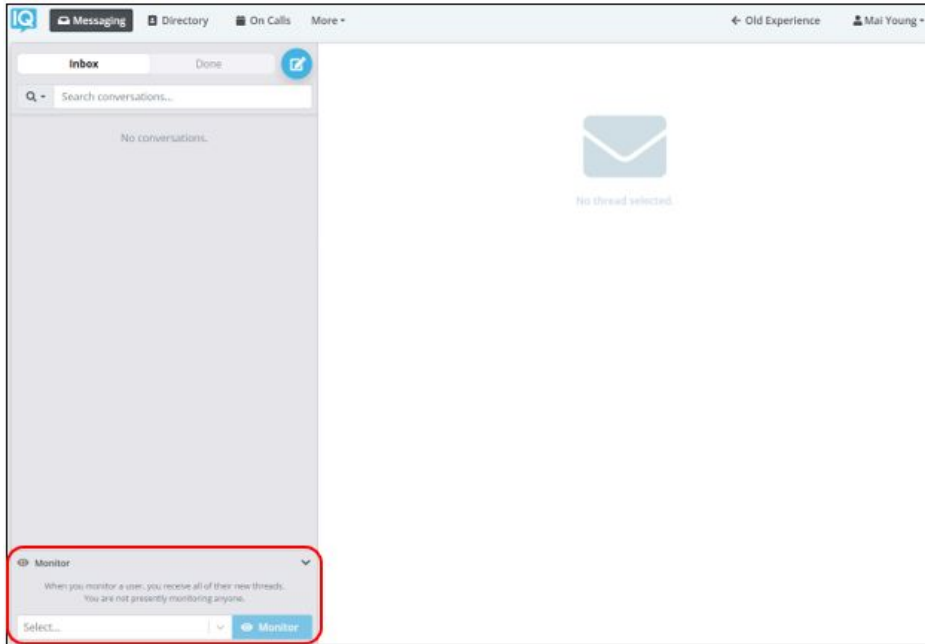 IQ Messaging Directory On Calls More Old Experience Mai Young
Inbox Done
Search conversations...
No conversations.
No thread selected.
Monitor
When you monitor a user, you receive all of their new threads.
You are not presently monitoring anyone.
Select... Monitor